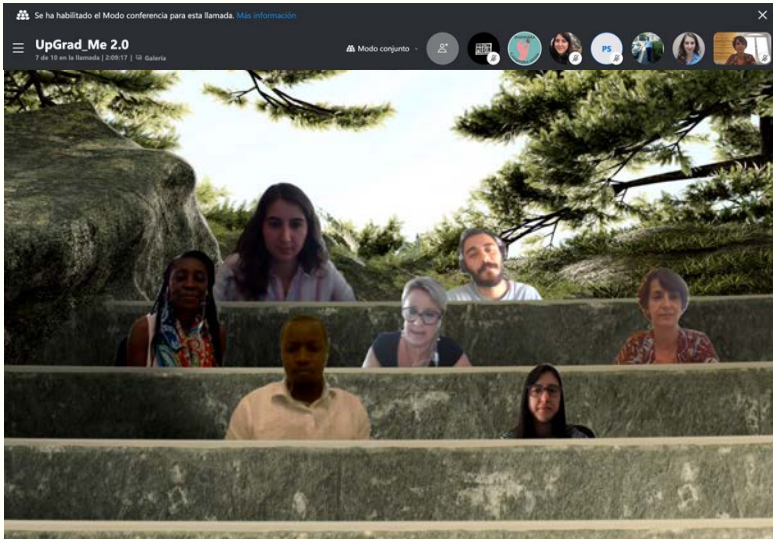 Se ha habilitado el Modo conferencia para esta llamada. Más información
UpGrad_Me 2.0
Modo conjunto
PS
7 de 10 en la llamada | 2:09:17 | Galería